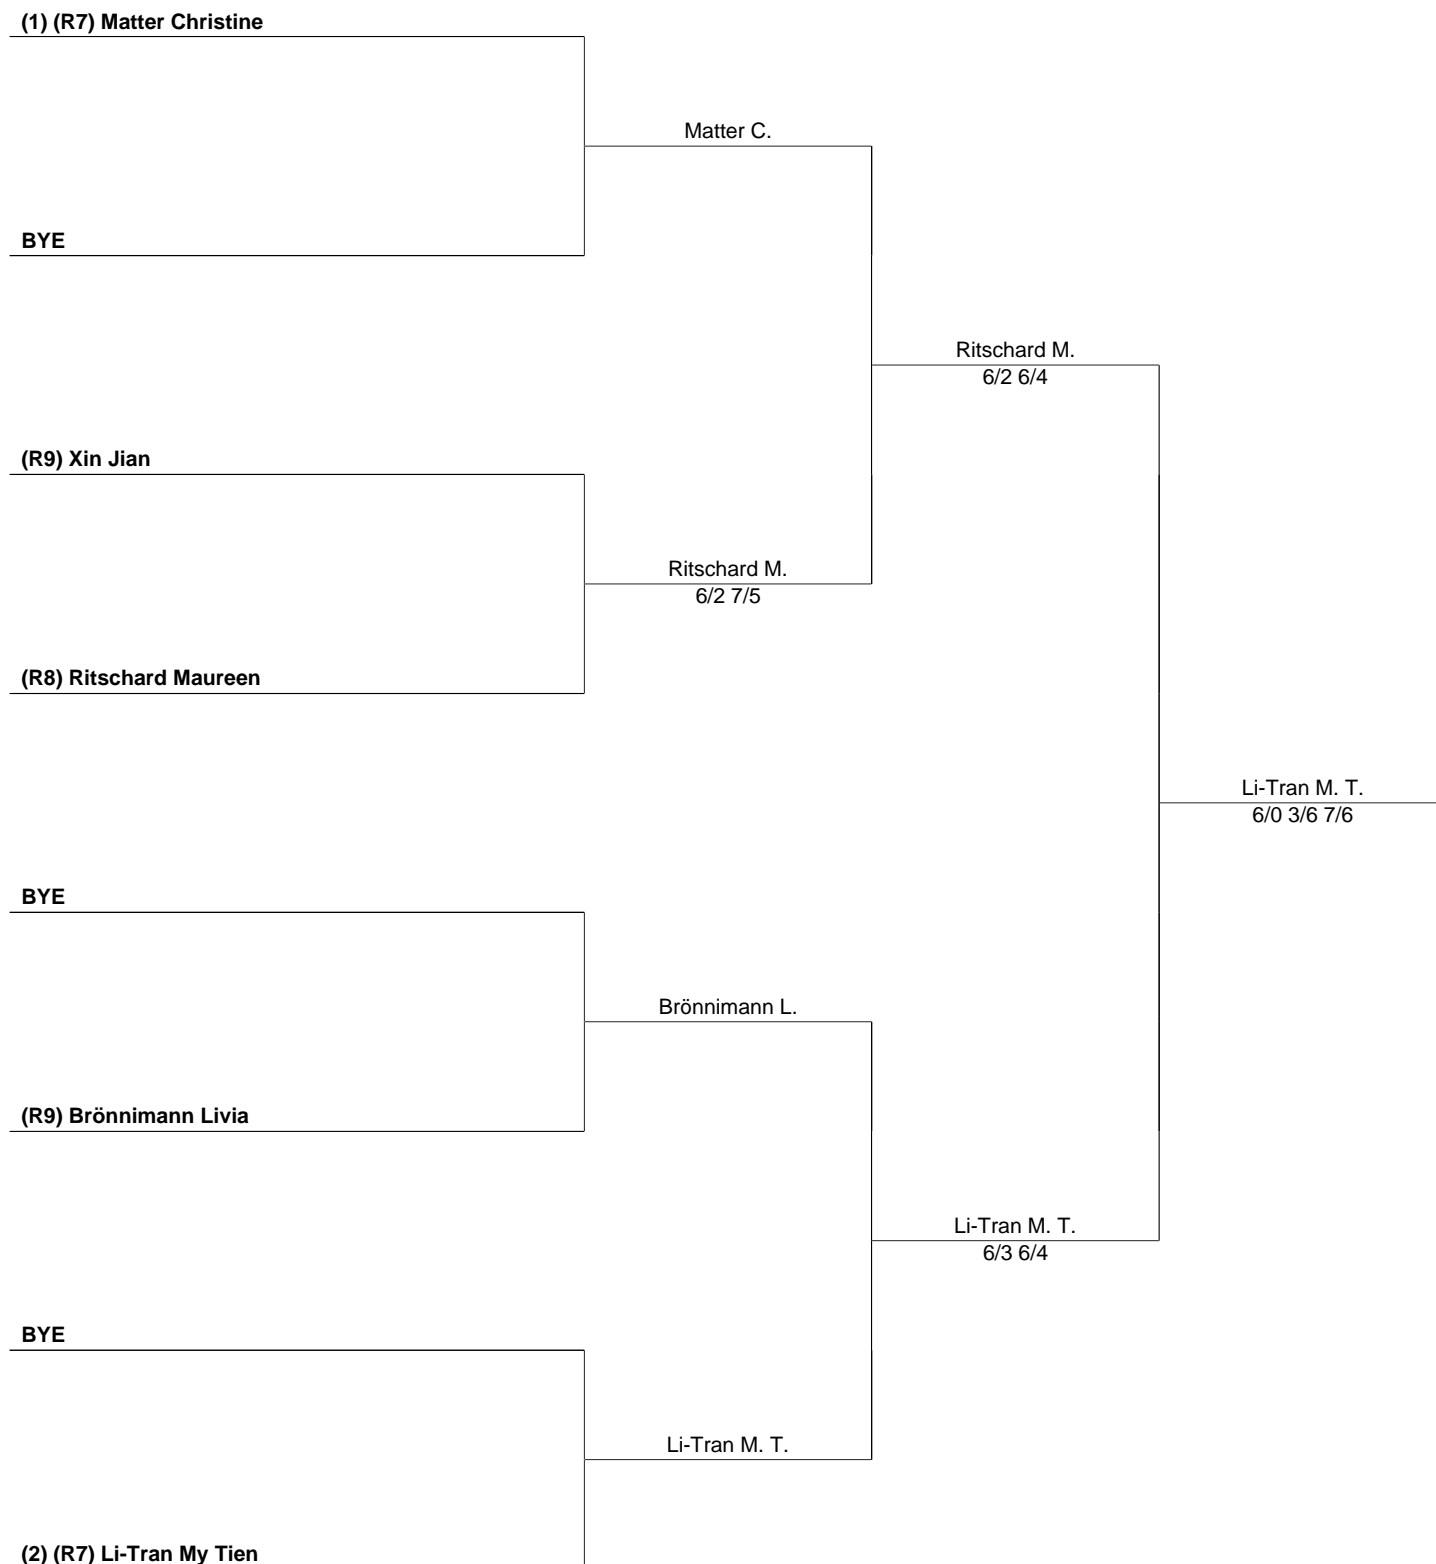 (1) (R7) Matter Christine
Matter C.
BYE
Ritschard M.
6/2 6/4
(R9) Xin Jian
Ritschard M.
6/2 7/5
(R8) Ritschard Maureen
Li-Tran M. T.
6/0 3/6 7/6
BYE
Brönnimann L.
(R9) Brönnimann Livia
Li-Tran M. T.
6/3 6/4
BYE
Li-Tran M. T.
(2) (R7) Li-Tran My Tien